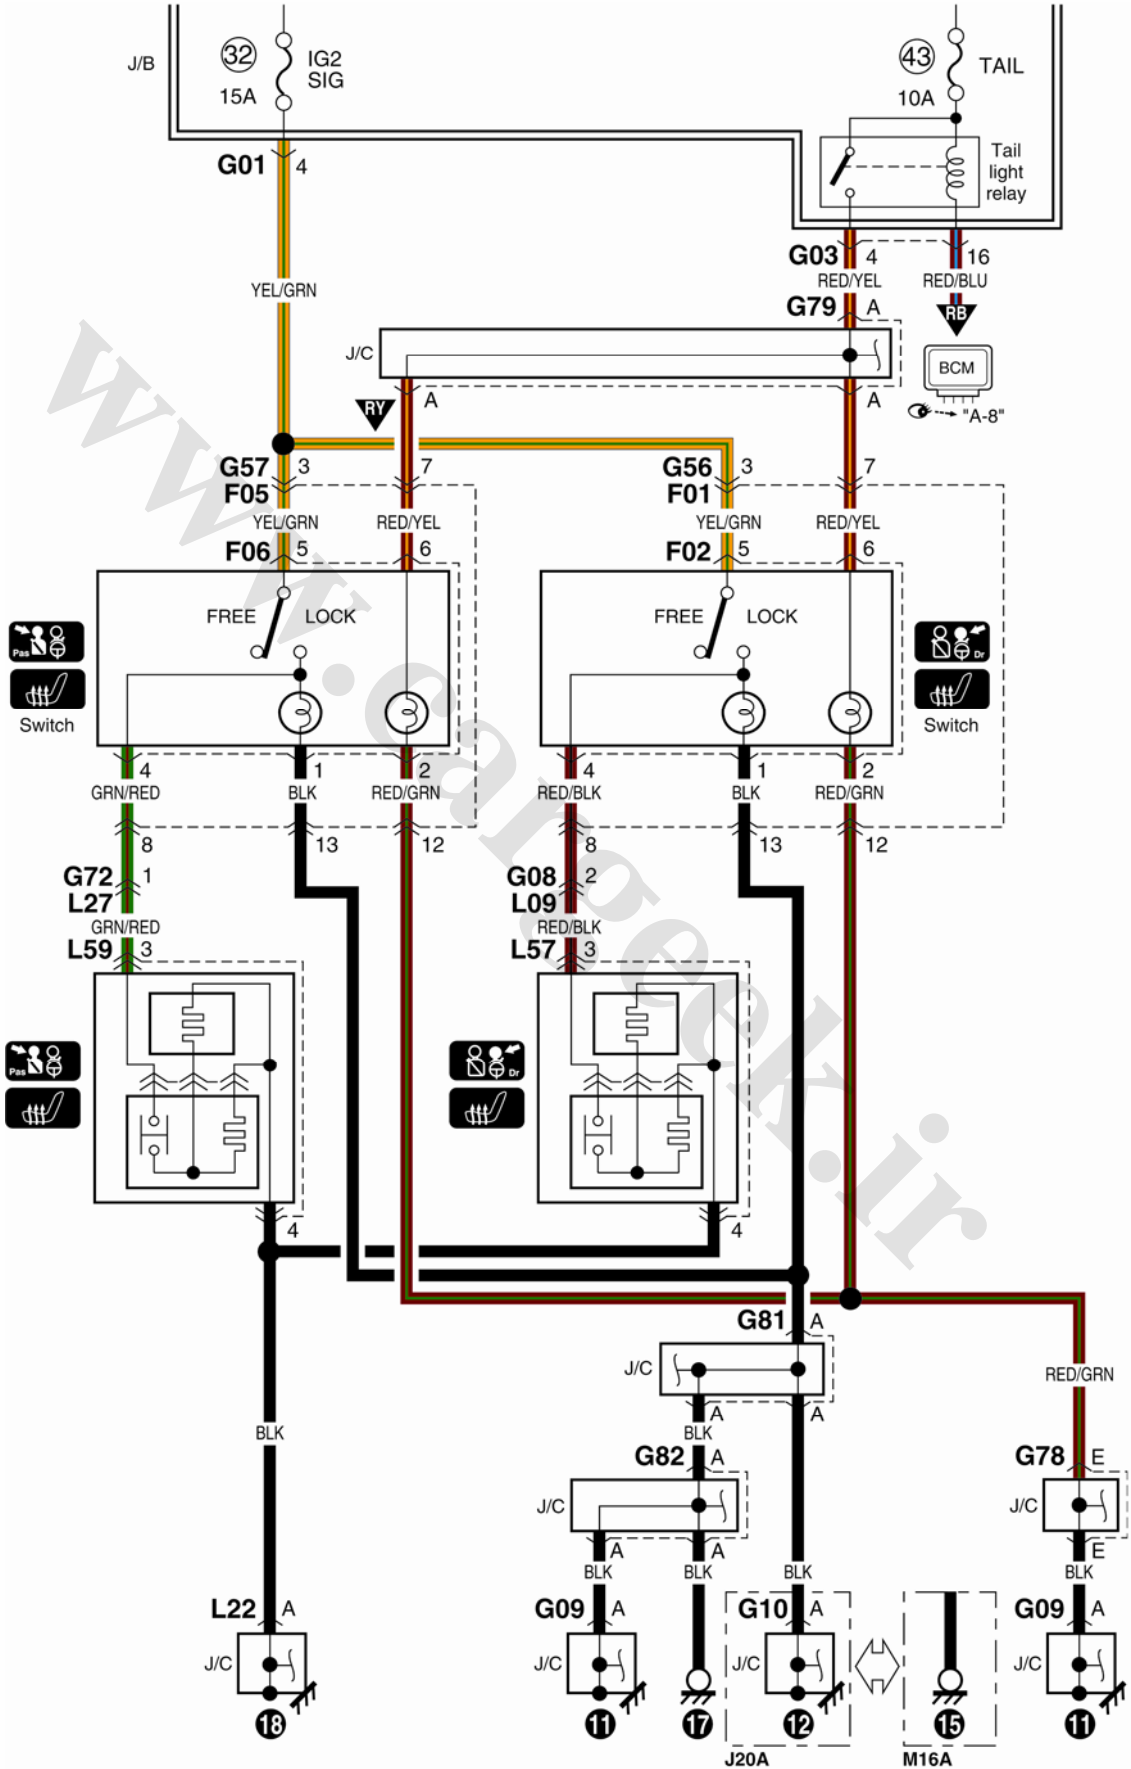 J/B
32
15A
IG2
SIG
43
10A
TAIL
Tail
light
relay
G01 4
G03 4 16
YEL/GRN
RED/YEL RED/BLU
G79 A
RB
J/C
BCM
"A-8"
RY
A A
G57 3 7
F05
G56 3 7
F01
YEL/GRN RED/YEL YEL/GRN RED/YEL
F06 5 6
F02 5 6
FREE LOCK
FREE LOCK
Pas
Switch
Dr
Switch
4 1 2
4 1 2
GRN/RED BLK RED/GRN
RED/BLK BLK RED/GRN
8 13 12
8 13 12
G72 1
L27
G08 2
L09
GRN/RED
RED/BLK
L59 3
L57 3
Pas
Dr
4
4
G81 A
J/C
A A
RED/GRN
BLK
BLK
G82 A
G78 E
J/C
J/C
A A
E
BLK BLK BLK BLK
L22 A
G09 A
G10 A
G09 A
J/C
J/C
J/C
J/C
18
11
17
12
15
11
J20A
M16A
www.cargeek.ir